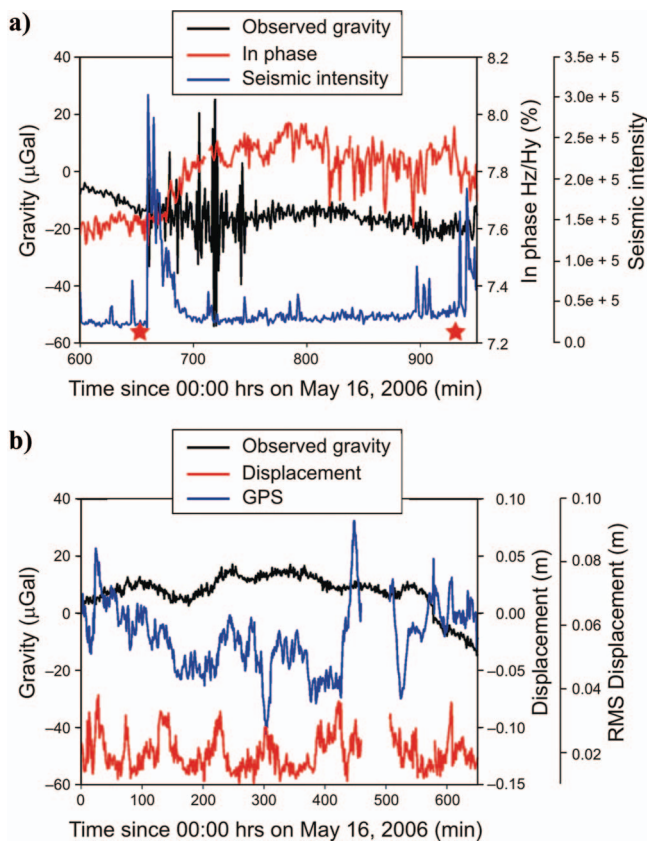 a)
Observed gravity
In phase
Seismic intensity
40
20
0
−20
−40
−60
Gravity (μGal)
8.2
8.0
7.8
7.6
7.4
7.2
In phase Hz/Hy (%)
3.5e + 5
3.0e + 5
2.5e + 5
2.0e + 5
1.5e + 5
1.0e + 5
5.0e + 5
0.0
Seismic intensity
600 700 800 900
Time since 00:00 hrs on May 16, 2006 (min)
b)
Observed gravity
Displacement
GPS
40
20
0
−20
−40
−60
Gravity (μGal)
0.10
0.05
0.00
−0.05
−0.10
−0.15
Displacement (m)
0.10
0.08
0.06
0.04
0.02
RMS Displacement (m)
0 100 200 300 400 500 600
Time since 00:00 hrs on May 16, 2006 (min)